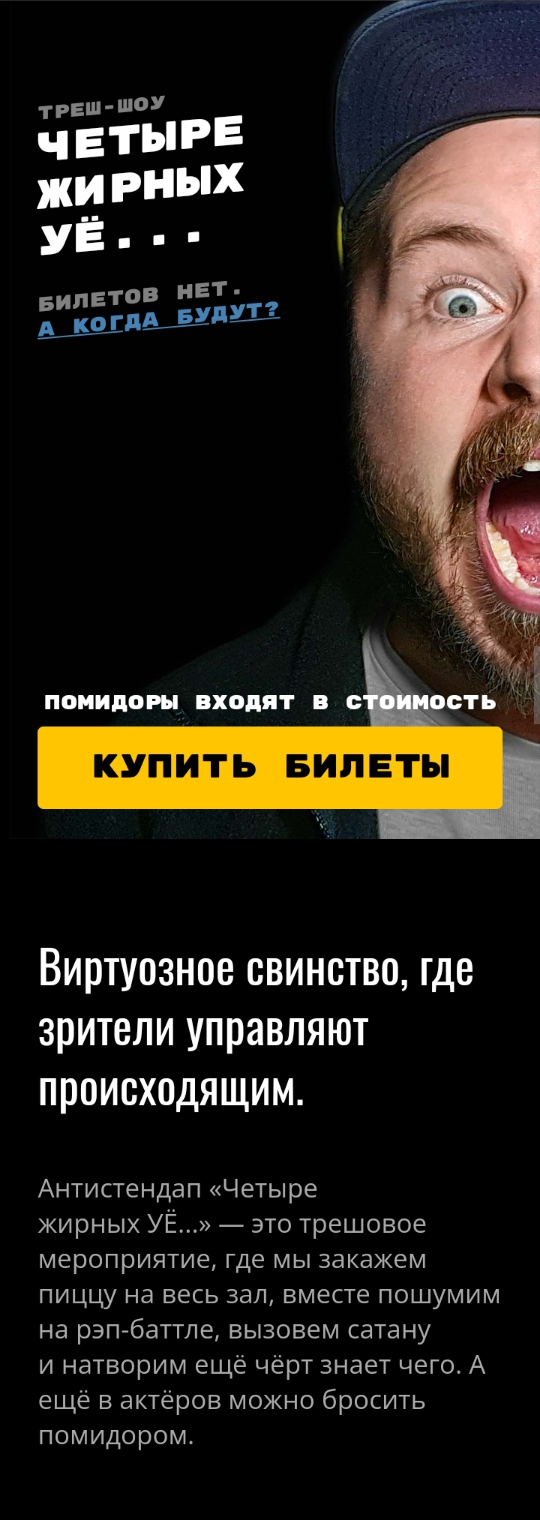 ТРЕШ-ШОУ
ЧЕТЫРЕ
ЖИРНЫХ
УЁ...
БИЛЕТОВ НЕТ.
А КОГДА БУДУТ?
ПОМИДОРЫ ВХОДЯТ В СТОИМОСТЬ
КУПИТЬ БИЛЕТЫ
Виртуозное свинство, где
зрители управляют
происходящим.
Антистендап «Четыре
жирных УЁ...» — это трешовое
мероприятие, где мы закажем
пиццу на весь зал, вместе пошумим
на рэп-баттле, вызовем сатану
и натворим ещё чёрт знает чего. А
ещё в актёров можно бросить
помидором.